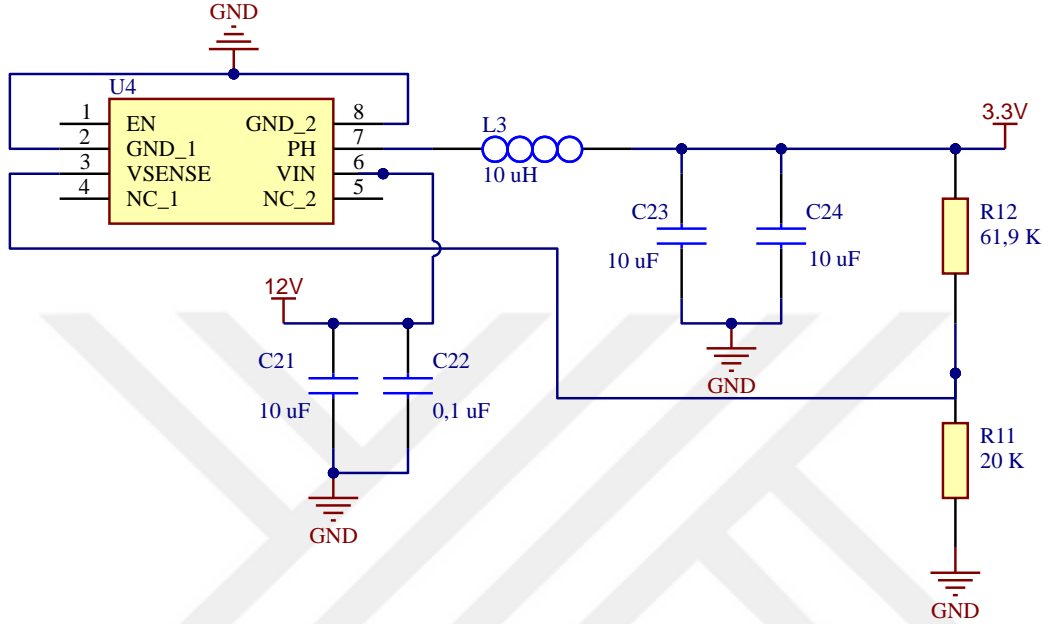 GND
U4
1
EN
GND_2
8
2
GND_1
PH
7
3
VSENSE
VIN
6
4
NC_1
NC_2
5
L3
10 uH
3.3V
C23
10 uF
C24
10 uF
R12
61,9 K
12V
C21
10 uF
C22
0,1 uF
GND
GND
R11
20 K
GND